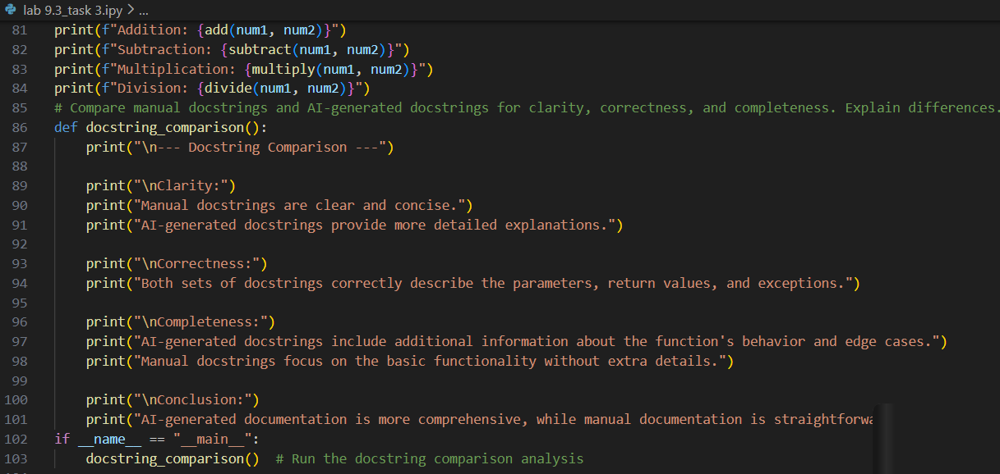 lab 9.3_task 3.ipy > ...
81 print(f"Addition: {add(num1, num2)}")
82 print(f"Subtraction: {subtract(num1, num2)}")
83 print(f"Multiplication: {multiply(num1, num2)}")
84 print(f"Division: {divide(num1, num2)}")
85 # Compare manual docstrings and AI-generated docstrings for clarity, correctness, and completeness. Explain differences.
86 def docstring_comparison():
87     print("\n--- Docstring Comparison ---")
88
89     print("\nClarity:")
90     print("Manual docstrings are clear and concise.")
91     print("AI-generated docstrings provide more detailed explanations.")
92
93     print("\nCorrectness:")
94     print("Both sets of docstrings correctly describe the parameters, return values, and exceptions.")
95
96     print("\nCompleteness:")
97     print("AI-generated docstrings include additional information about the function's behavior and edge cases.")
98     print("Manual docstrings focus on the basic functionality without extra details.")
99
100     print("\nConclusion:")
101     print("AI-generated documentation is more comprehensive, while manual documentation is
102 if __name__ == "__main__":
103     docstring_comparison()  # Run the docstring comparison analysis